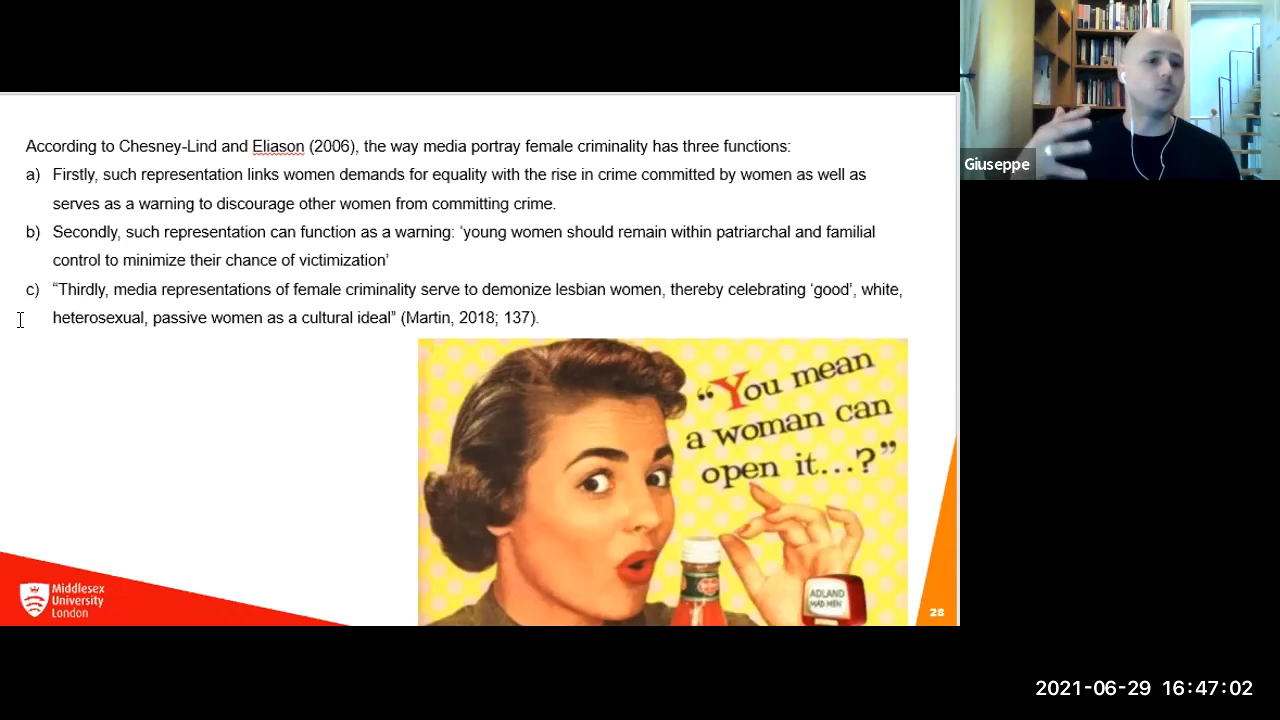 According to Chesney-Lind and Eliason (2006), the way media portray female criminality has three functions:
a) Firstly, such representation links women demands for equality with the rise in crime committed by women as well as
serves as a warning to discourage other women from committing crime.
b) Secondly, such representation can function as a warning: ‘young women should remain within patriarchal and familial
control to minimize their chance of victimization’
c) “Thirdly, media representations of female criminality serve to demonize lesbian women, thereby celebrating ‘good’, white,
heterosexual, passive women as a cultural ideal” (Martin, 2018; 137).
“You mean
a woman can
open it...?”
ADLAND
MAD MEN
Middlesex
University
London
28
Giuseppe
2021-06-29 16:47:02